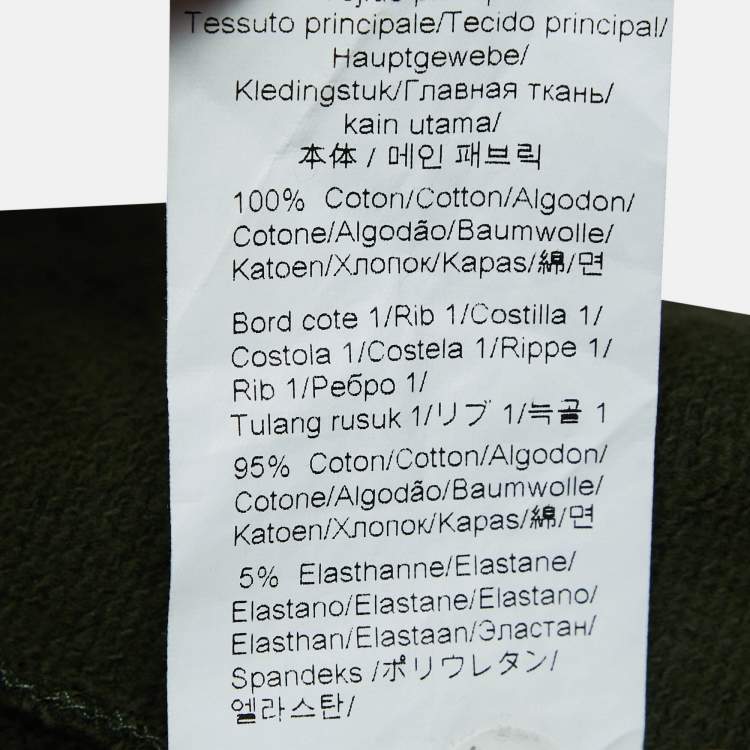 Tessuto principale/Tecido principal/
Hauptgewebe/
Kledingstuk/Главная ткань/
kain utama/
本体 / 메인 패브릭
100% Coton/Cotton/Algodon/
Cotone/Algodão/Baumwolle/
Katoen/Хлопок/Kapas/綿/면
Bord cote 1/Rib 1/Costilla 1/
Costola 1/Costela 1/Rippe 1/
Rib 1/Ребро 1/
Tulang rusuk 1/リブ 1/늑골 1
95% Coton/Cotton/Algodon/
Cotone/Algodão/Baumwolle/
Katoen/Хлопок/Kapas/綿/면
5% Elasthanne/Elastane/
Elastano/Elastane/Elastano/
Elasthan/Elastaan/Эластан/
Spandeks /ポリウレタン/
엘라스탄/